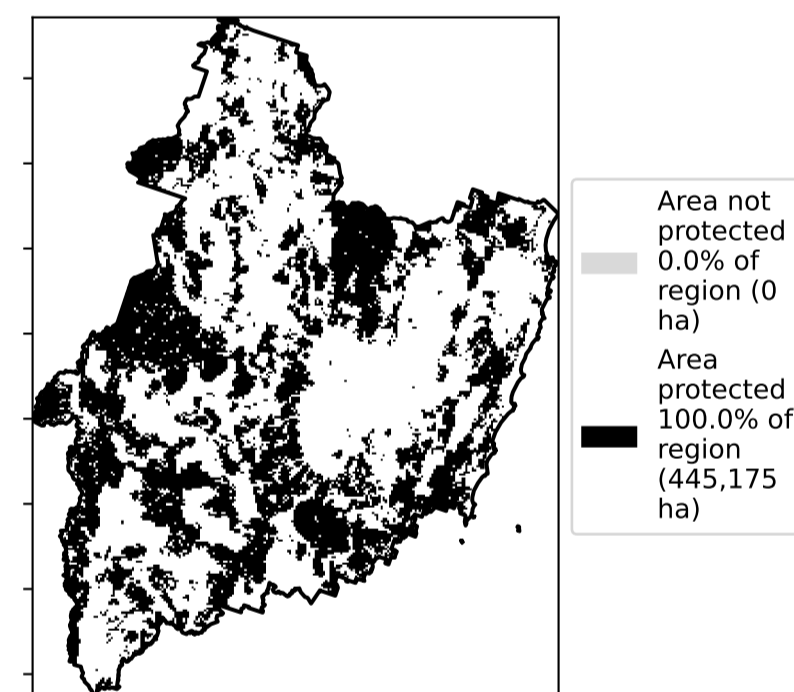 Area not
protected
0.0% of
region (0
ha)
Area
protected
100.0% of
region
(445,175
ha)